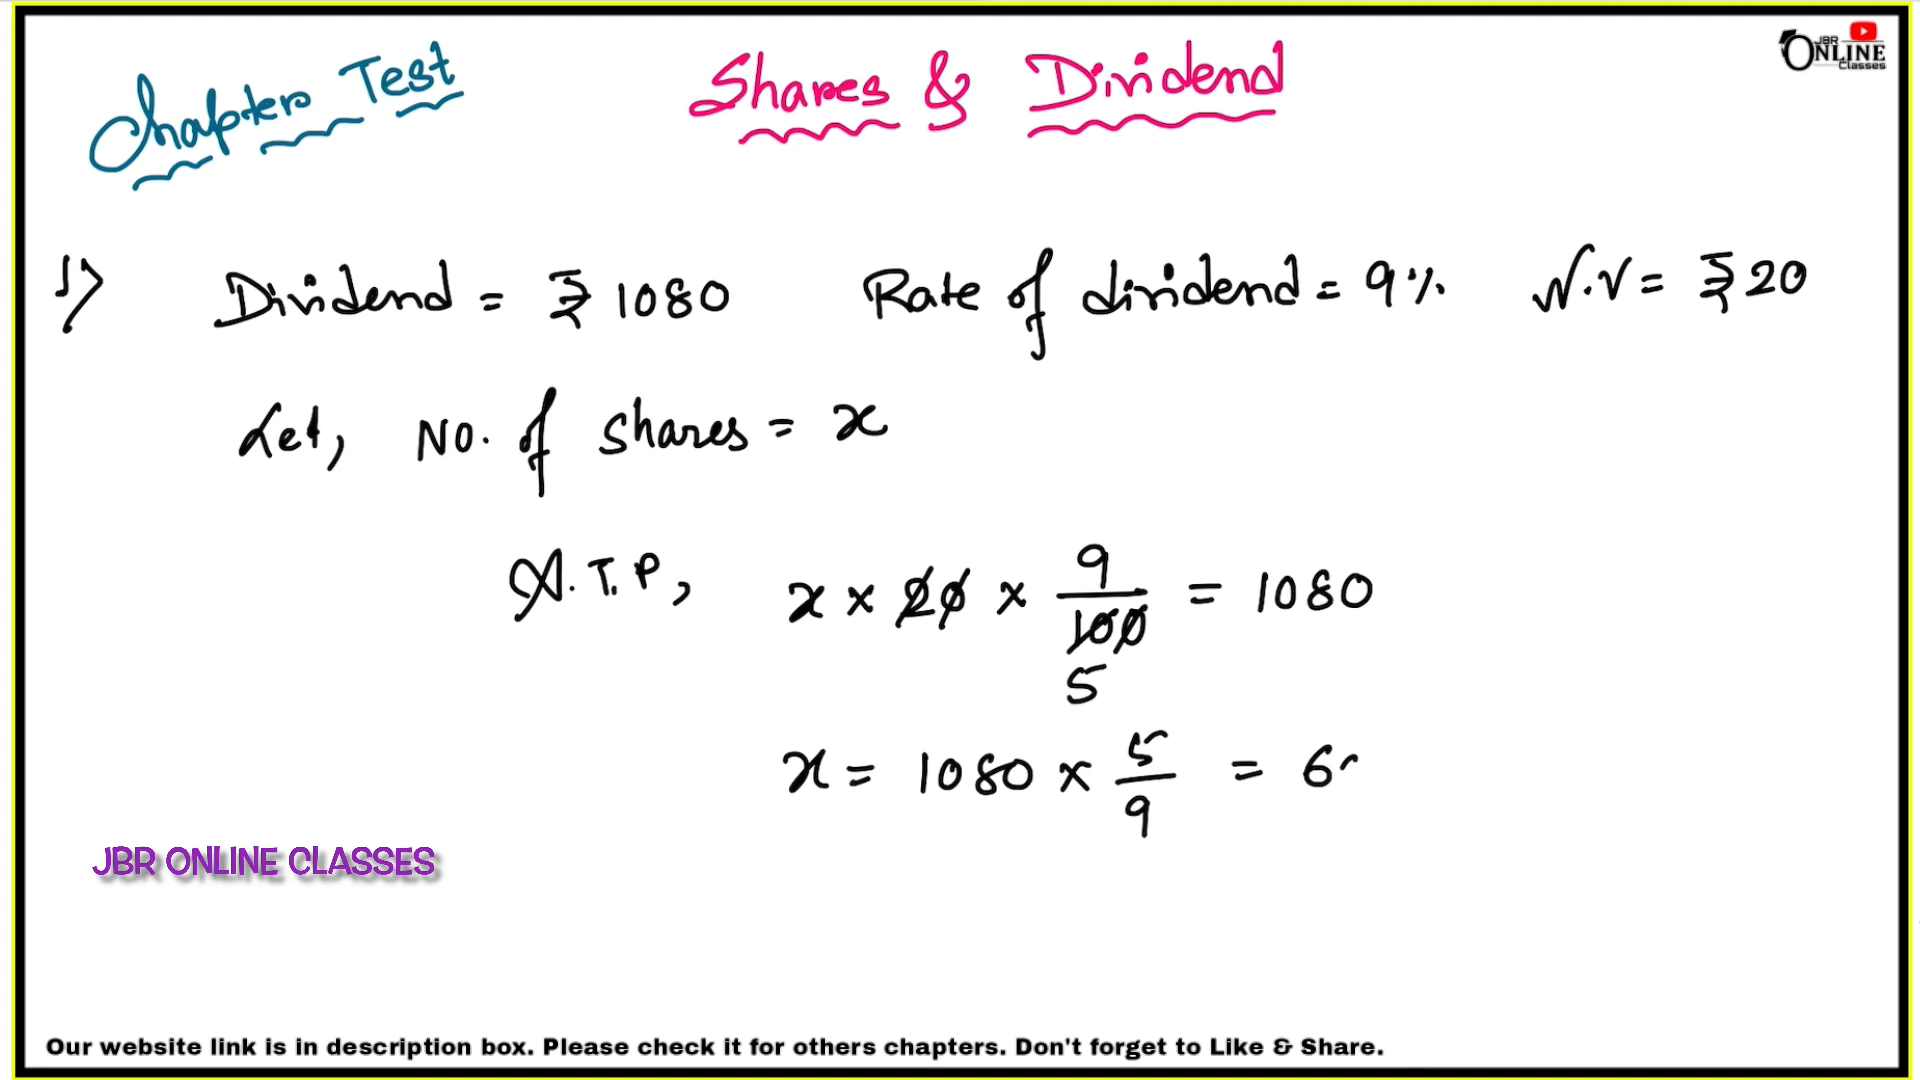 Chapter Test
Shares & Dividend
JBR ONLINE Classes
1) Dividend = ₹ 1080 Rate of dividend = 9% N.V = ₹ 20
Let, No. of shares = x
A.T.P, x × 20 × 9/100 = 1080
5
x = 1080 × 5/9 = 6
JBR ONLINE CLASSES
Our website link is in description box. Please check it for others chapters. Don't forget to Like & Share.